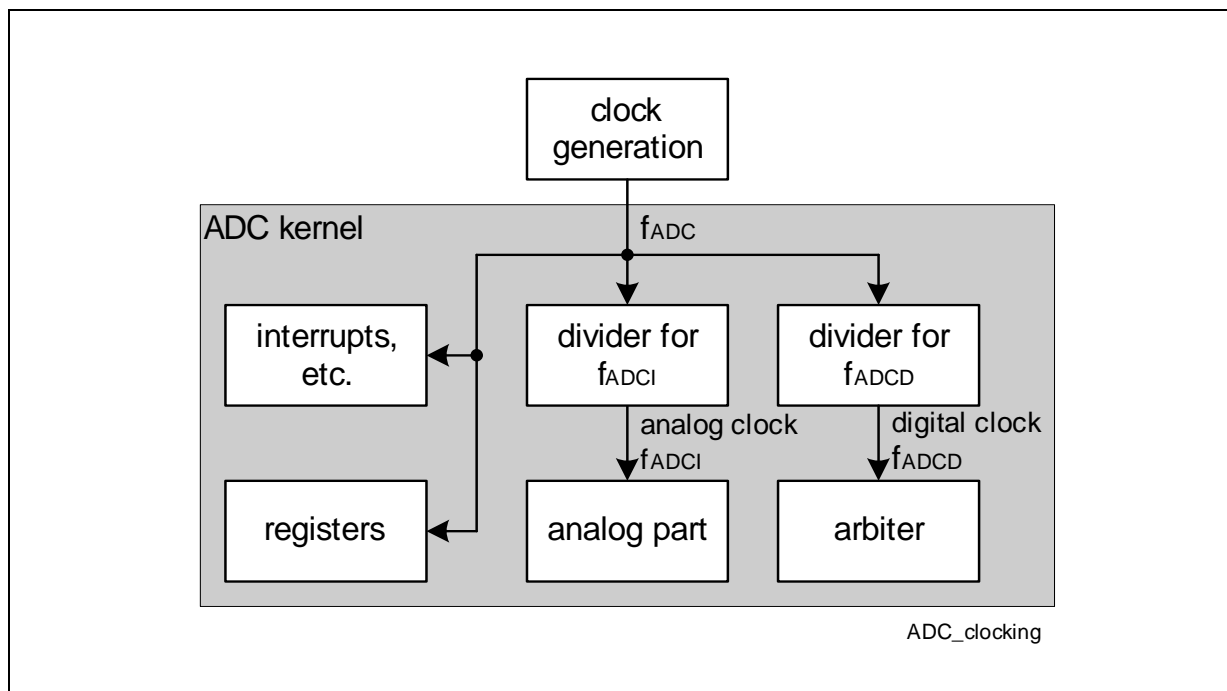 clock
generation
ADC kernel
fADC
interrupts,
etc.
divider for
fADCI
divider for
fADCD
analog clock
fADCI
digital clock
fADCD
registers
analog part
arbiter
ADC_clocking